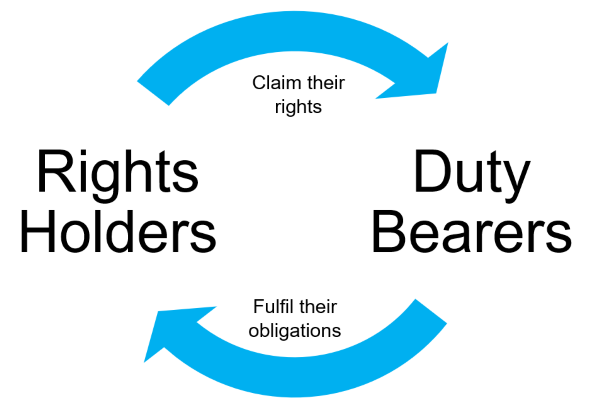 Claim their
rights
Rights
Holders
Duty
Bearers
Fulfil their
obligations